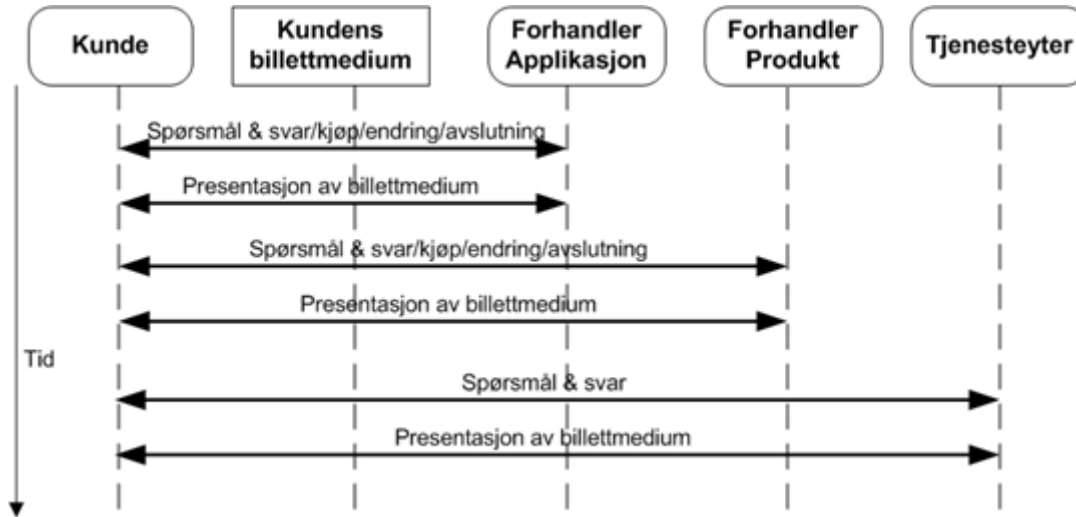 Kunde
Kundens
billettmedium
Forhandler
Applikasjon
Forhandler
Produkt
Tjenesteyter
Spørsmål & svar/kjøp/endring/avslutning
Presentasjon av billettmedium
Spørsmål & svar/kjøp/endring/avslutning
Presentasjon av billettmedium
Tid
Spørsmål & svar
Presentasjon av billettmedium